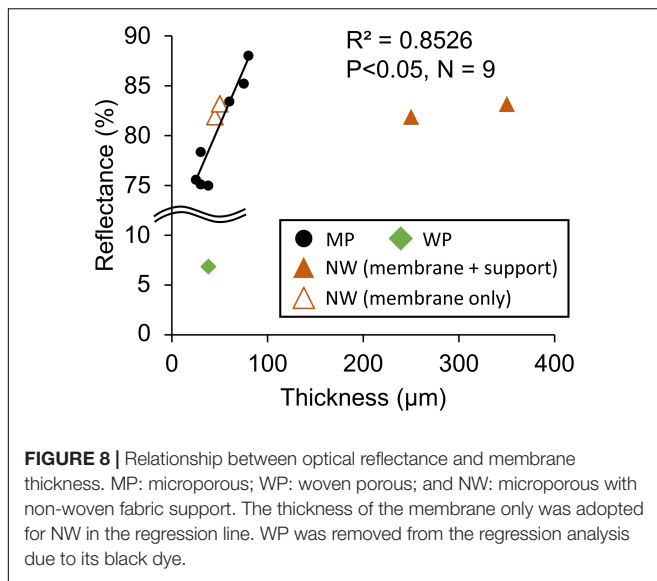 R² = 0.8526
P<0.05, N = 9
Reflectance (%)
90
85
80
75
10
5
0
MP
WP
NW (membrane + support)
NW (membrane only)
0 100 200 300 400
Thickness (µm)
FIGURE 8 | Relationship between optical reflectance and membrane
thickness. MP: microporous; WP: woven porous; and NW: microporous with
non-woven fabric support. The thickness of the membrane only was adopted
for NW in the regression line. WP was removed from the regression analysis
due to its black dye.